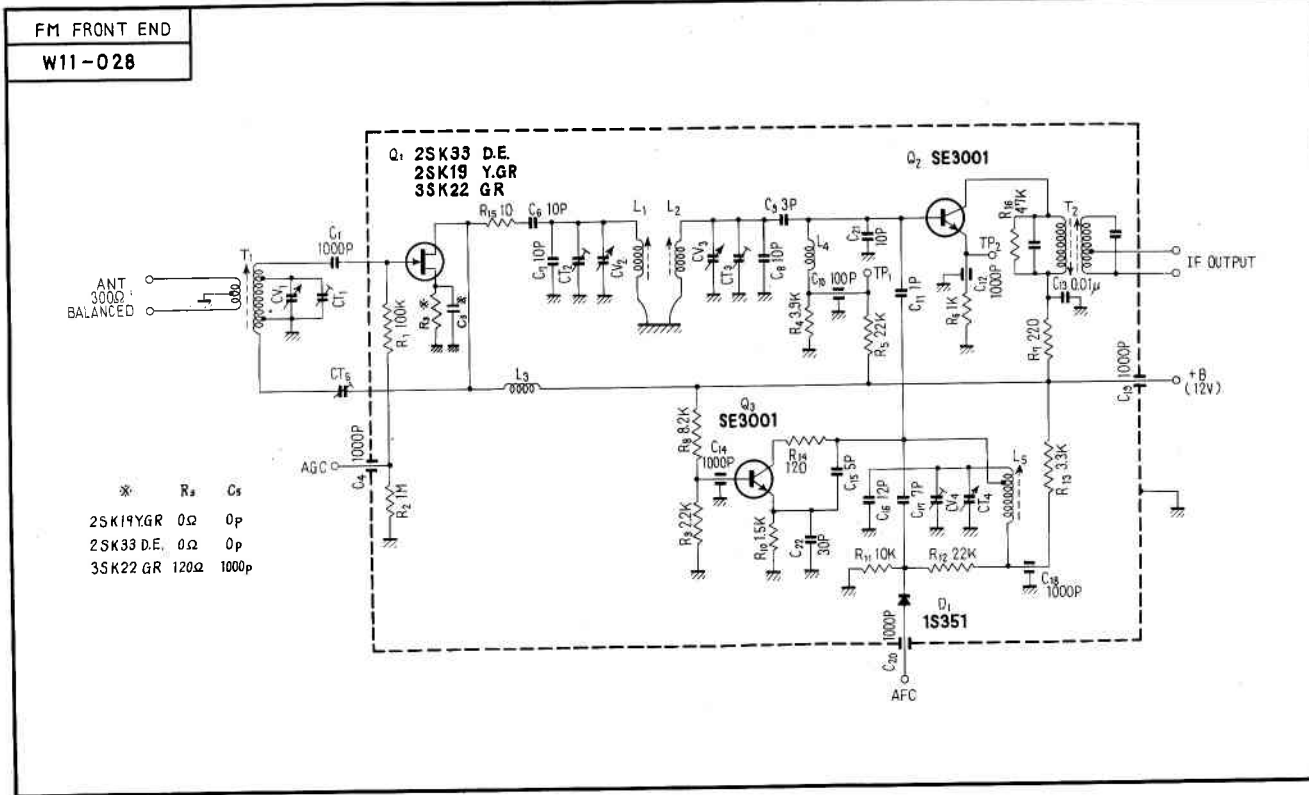 FM FRONT END
W11-028
Q1 2SK33 D.E.
2SK19 Y.GR
3SK22 GR
Q2 SE3001
R15 10
C6 10P
L1
L2
C9 3P
R16 47K
T2
C7 10P
CT2
CV2
CV3
CT3
C8 10P
L4
C21 10P
TP2
C12 1000P
IF OUTPUT
T1
C1 1000P
ANT
300Ω
BALANCED
CV1
CT1
R1 100K
R3 ※
C3 ※
C10 100P
TP1
C11 1P
R4 3.9K
R5 22K
R6 1K
C13 0.01µ
R7 220
CT6
L3
C19 1000P
+B
(12V)
Q3
SE3001
R8 8.2K
C14
1000P
R14
120
C15 5P
L5
R13 3.3K
AGC
C4 1000P
R2 1M
C16 12P
C17 7P
CV4
CT4
R9 2.2K
R10 1.5K
C22 30P
R11 10K
R12 22K
C18
1000P
D1
1S351
C20 1000P
AFC
※ R3 C3
2SK19Y.GR 0Ω 0p
2SK33 D.E. 0Ω 0p
3SK22 GR 120Ω 1000p